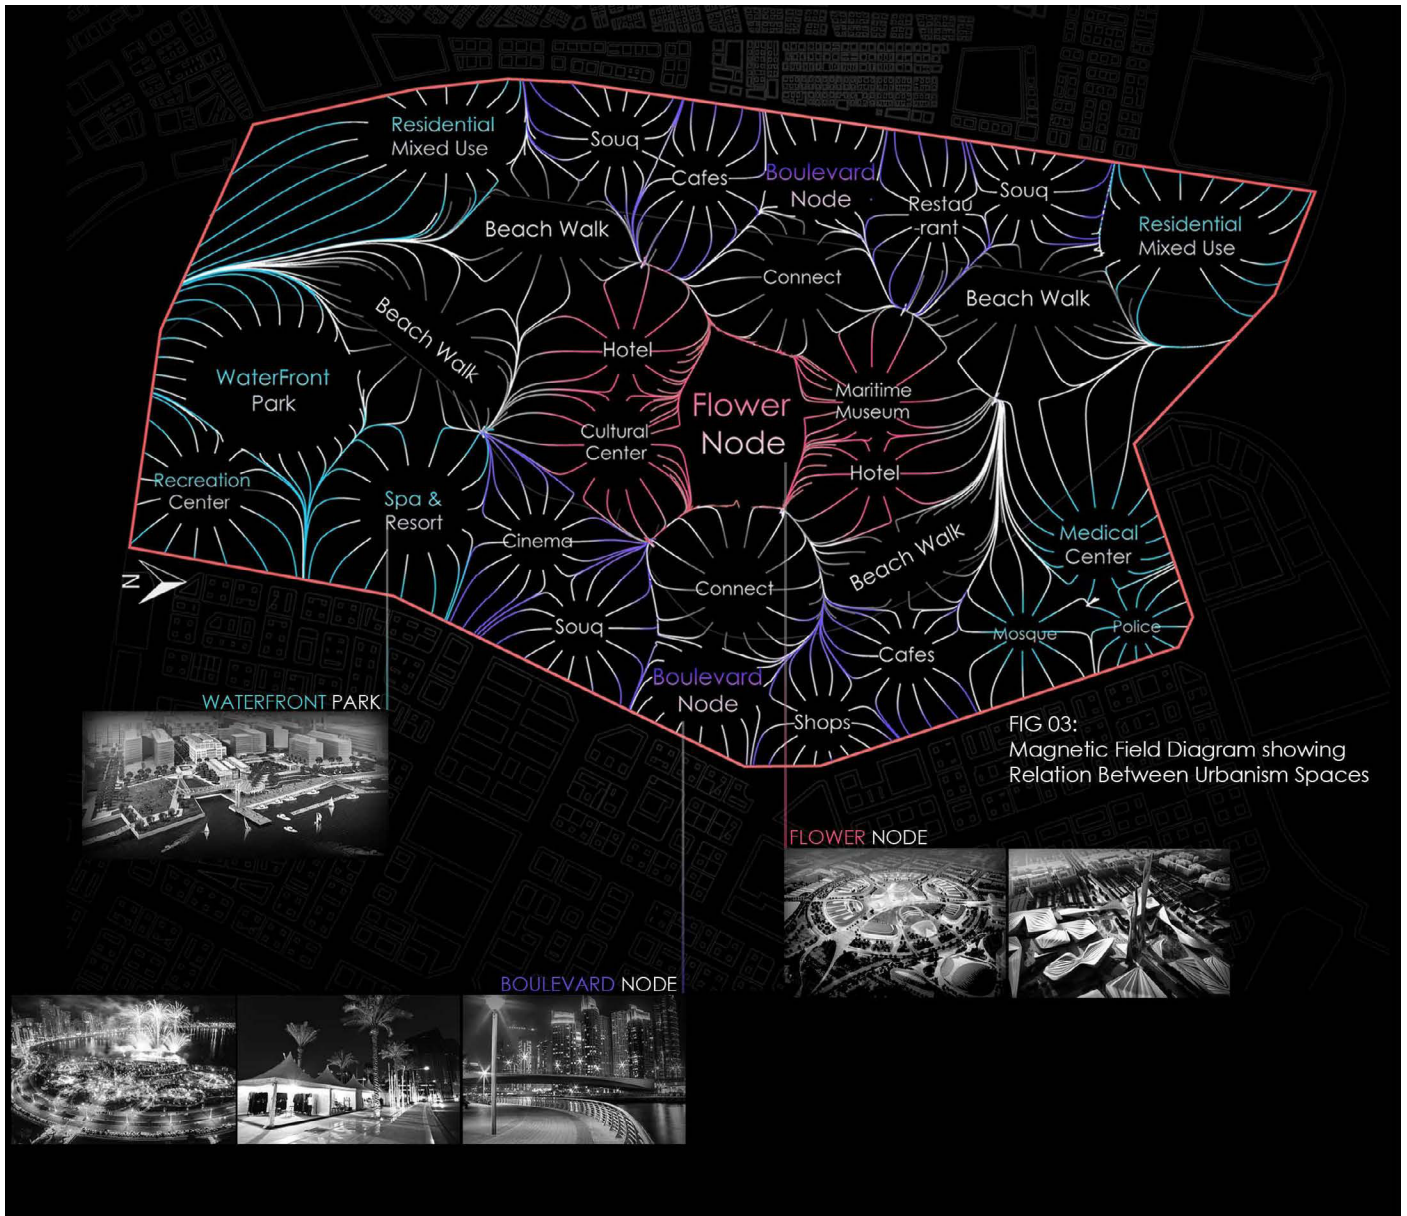 Residential
Mixed Use
Souq
Cafes
Boulevard
Node
Restau
-rant
Souq
Residential
Mixed Use
Beach Walk
Connect
Beach Walk
Beach Walk
Hotel
WaterFront
Park
Flower
Node
Maritime
Museum
Cultural
Center
Hotel
Recreation
Center
Spa &
Resort
Cinema
Beach Walk
Medical
Center
Connect
Souq
Cafes
Mosque
Police
Boulevard
Node
Shops
N
WATERFRONT PARK
FIG 03:
Magnetic Field Diagram showing
Relation Between Urbanism Spaces
FLOWER NODE
BOULEVARD NODE